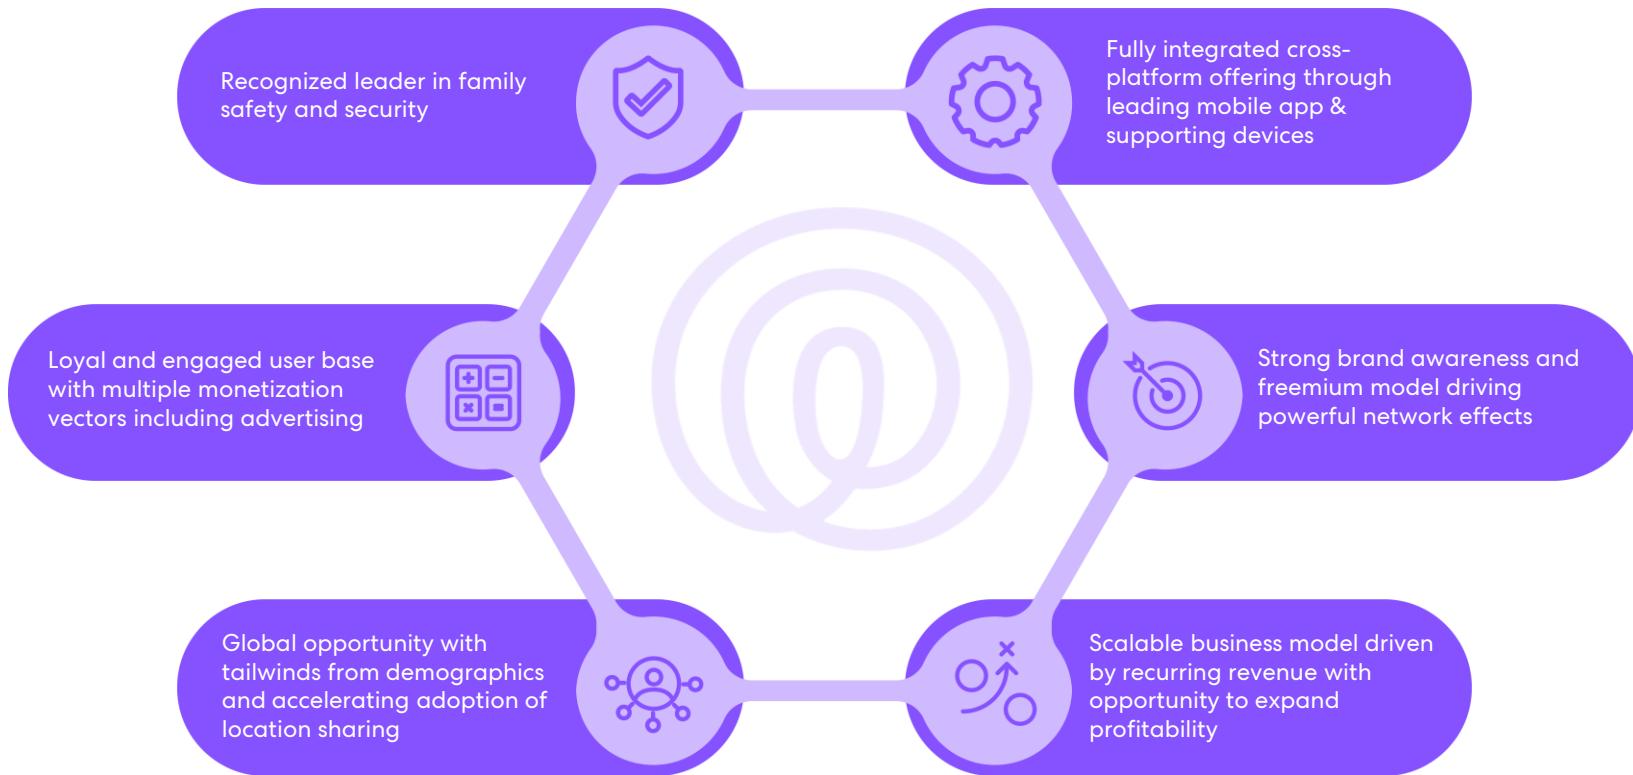 Recognized leader in family
safety and security
Fully integrated cross-
platform offering through
leading mobile app &
supporting devices
Loyal and engaged user base
with multiple monetization
vectors including advertising
Strong brand awareness and
freemium model driving
powerful network effects
Global opportunity with
tailwinds from demographics
and accelerating adoption of
location sharing
Scalable business model driven
by recurring revenue with
opportunity to expand
profitability